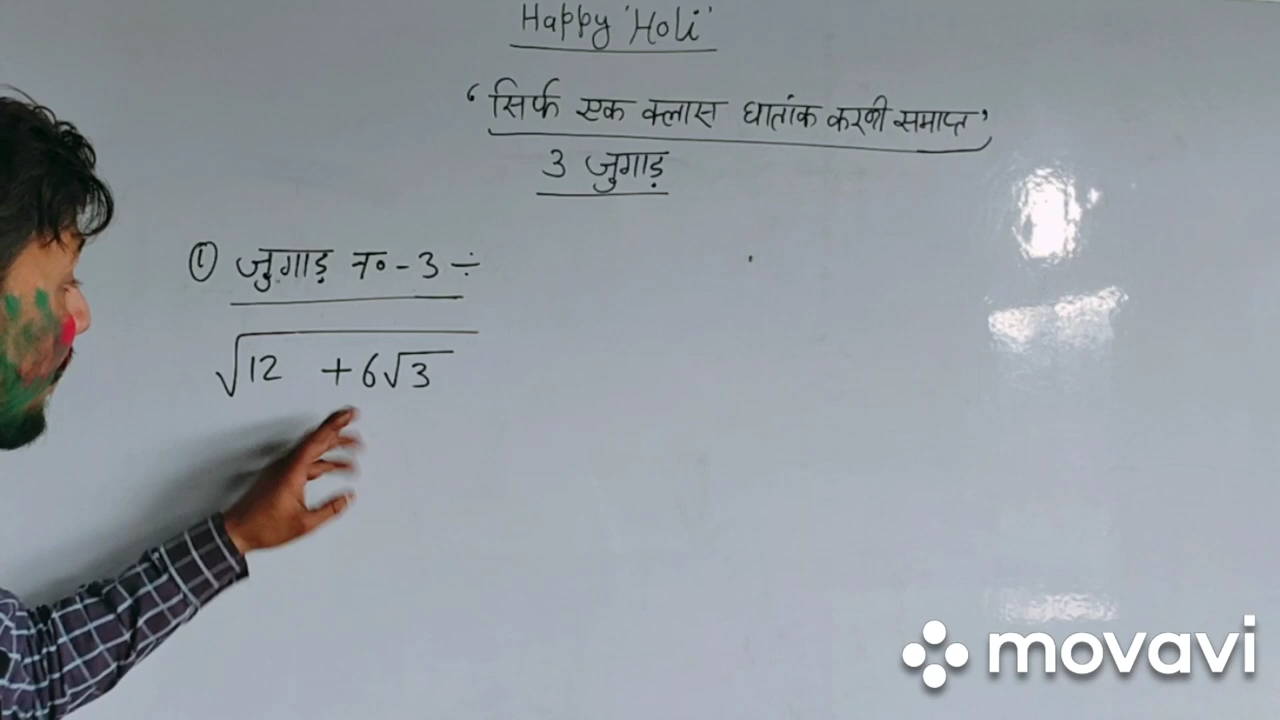 Happy 'Holi'
'सिर्फ एक क्लास घातांक करणी समाप्त'
3 जुगाड़
① जुगाड़ न० - 3 ÷
√12 + 6√3
movavi